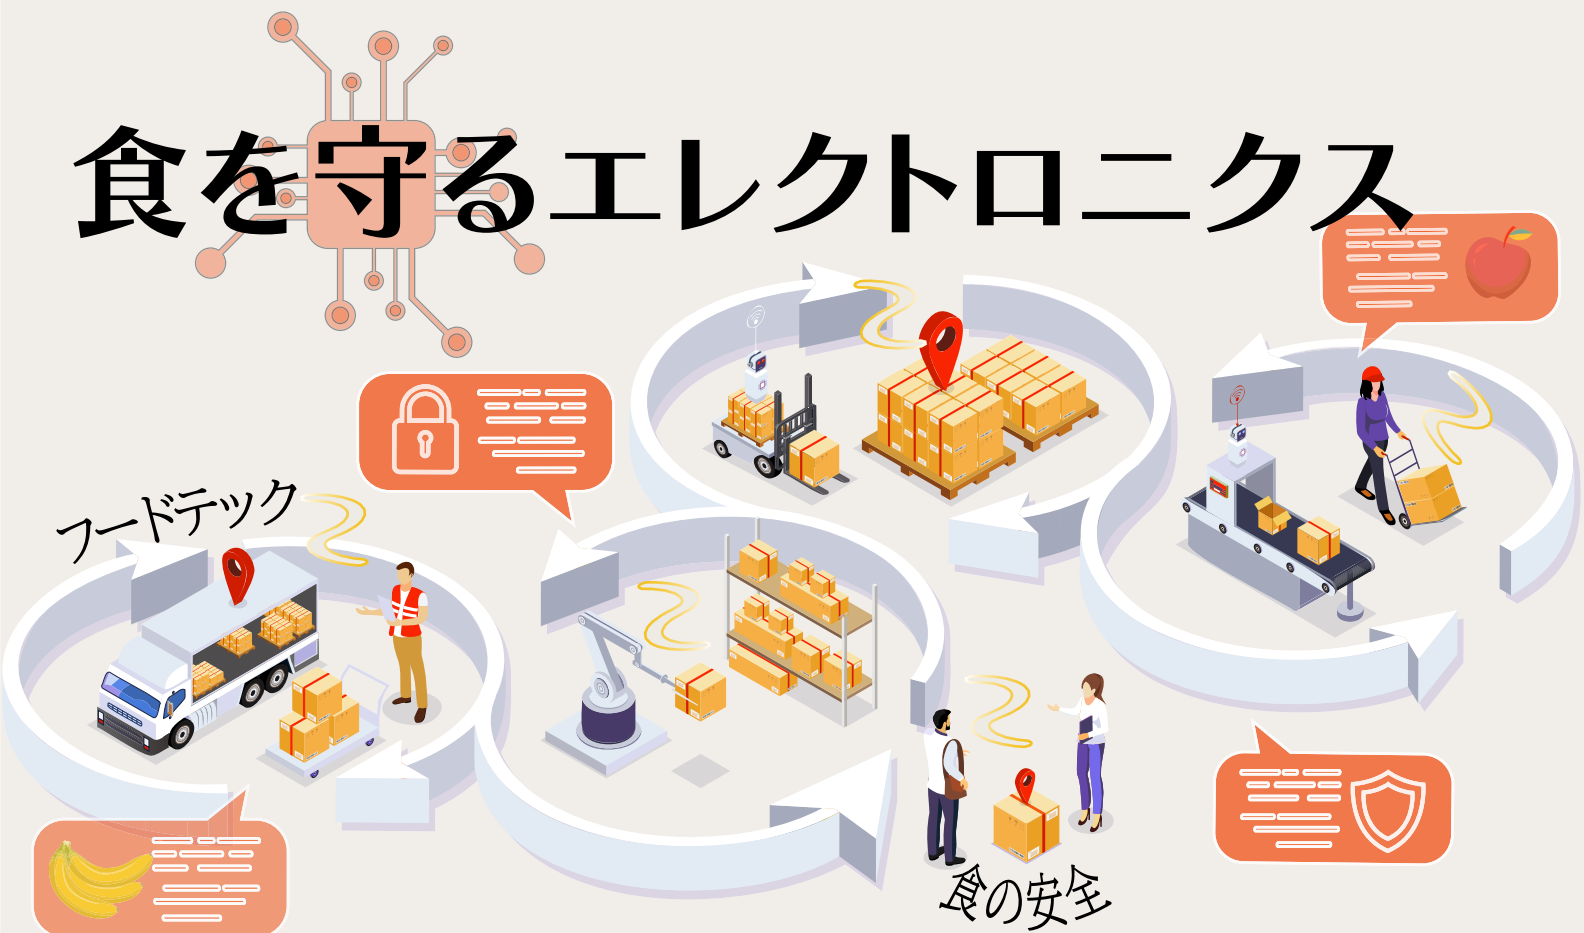 食を守るエレクトロニクス
フードテック
食の安全